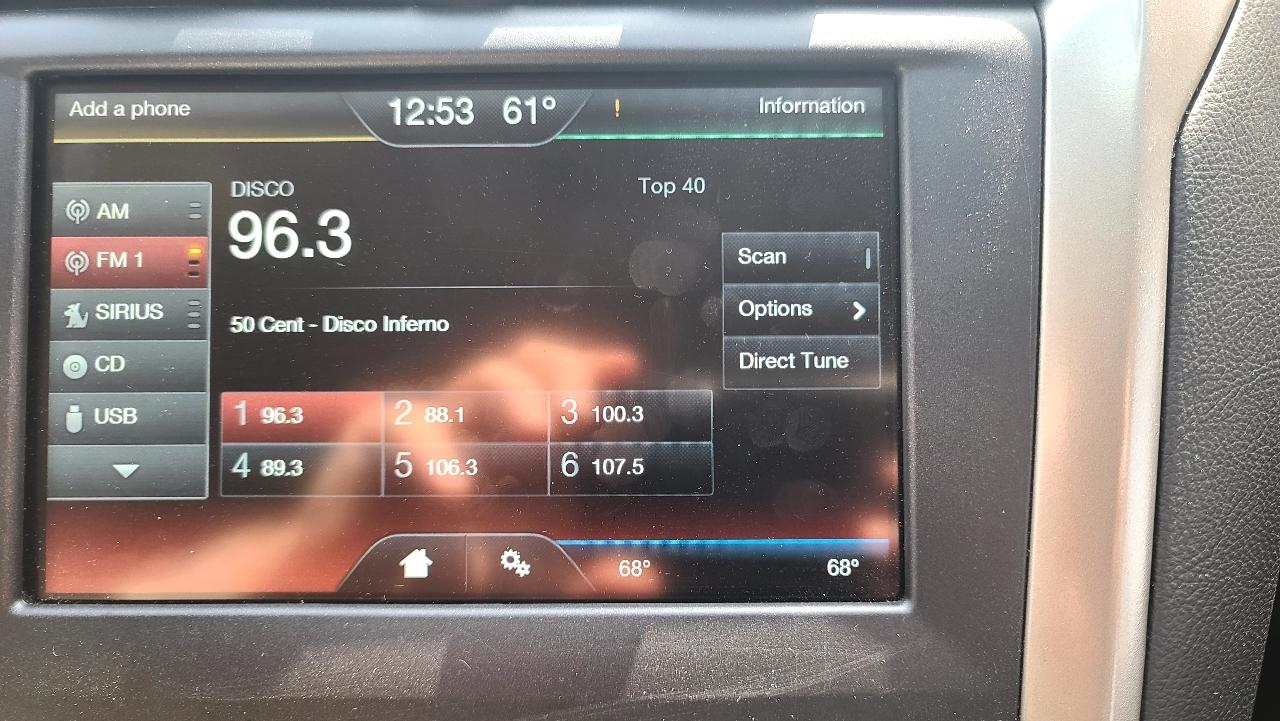 Add a phone
12:53 61°
!
Information
DISCO
Top 40
96.3
AM
FM 1
SIRIUS
CD
USB
50 Cent - Disco Inferno
Scan
Options
Direct Tune
1 96.3
2 88.1
3 100.3
4 89.3
5 106.3
6 107.5
68°
68°